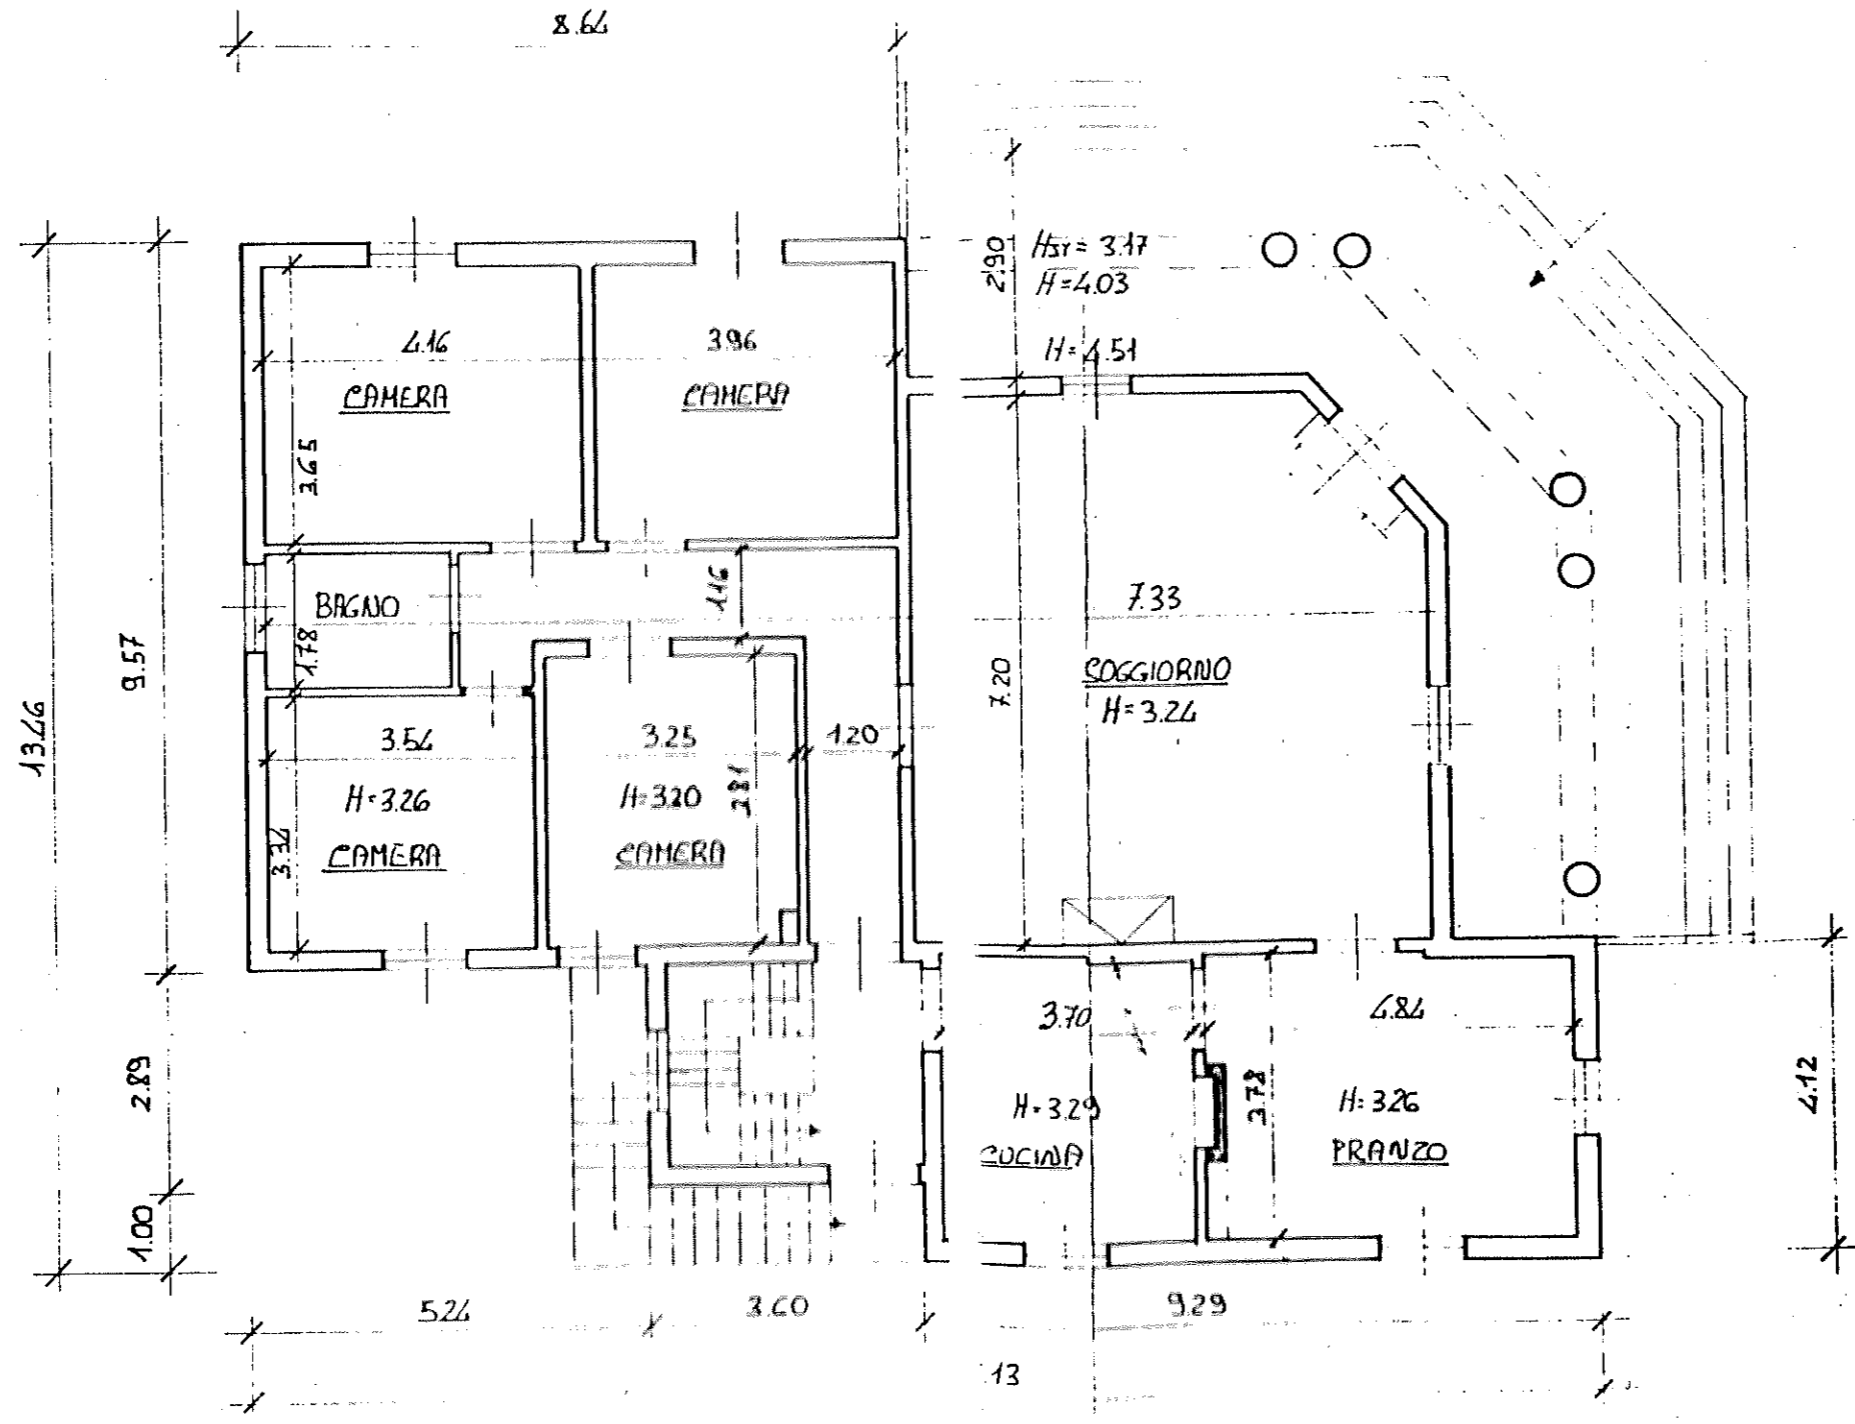 8.64
2.90
HST= 3.17
H=4.03
H=4.51
4.16
CAMERA
3.96
CAMERA
3.65
BAGNO
1.16
1.78
7.33
9.57
13.46
SOGGIORNO
H=3.24
7.20
3.54
H=3.26
CAMERA
3.34
3.25
H=3.20
CAMERA
2.81
1.20
3.70
4.84
H=3.29
CUCINA
3.78
H=3.26
PRANZO
4.12
2.89
1.00
5.24
3.60
9.29
13